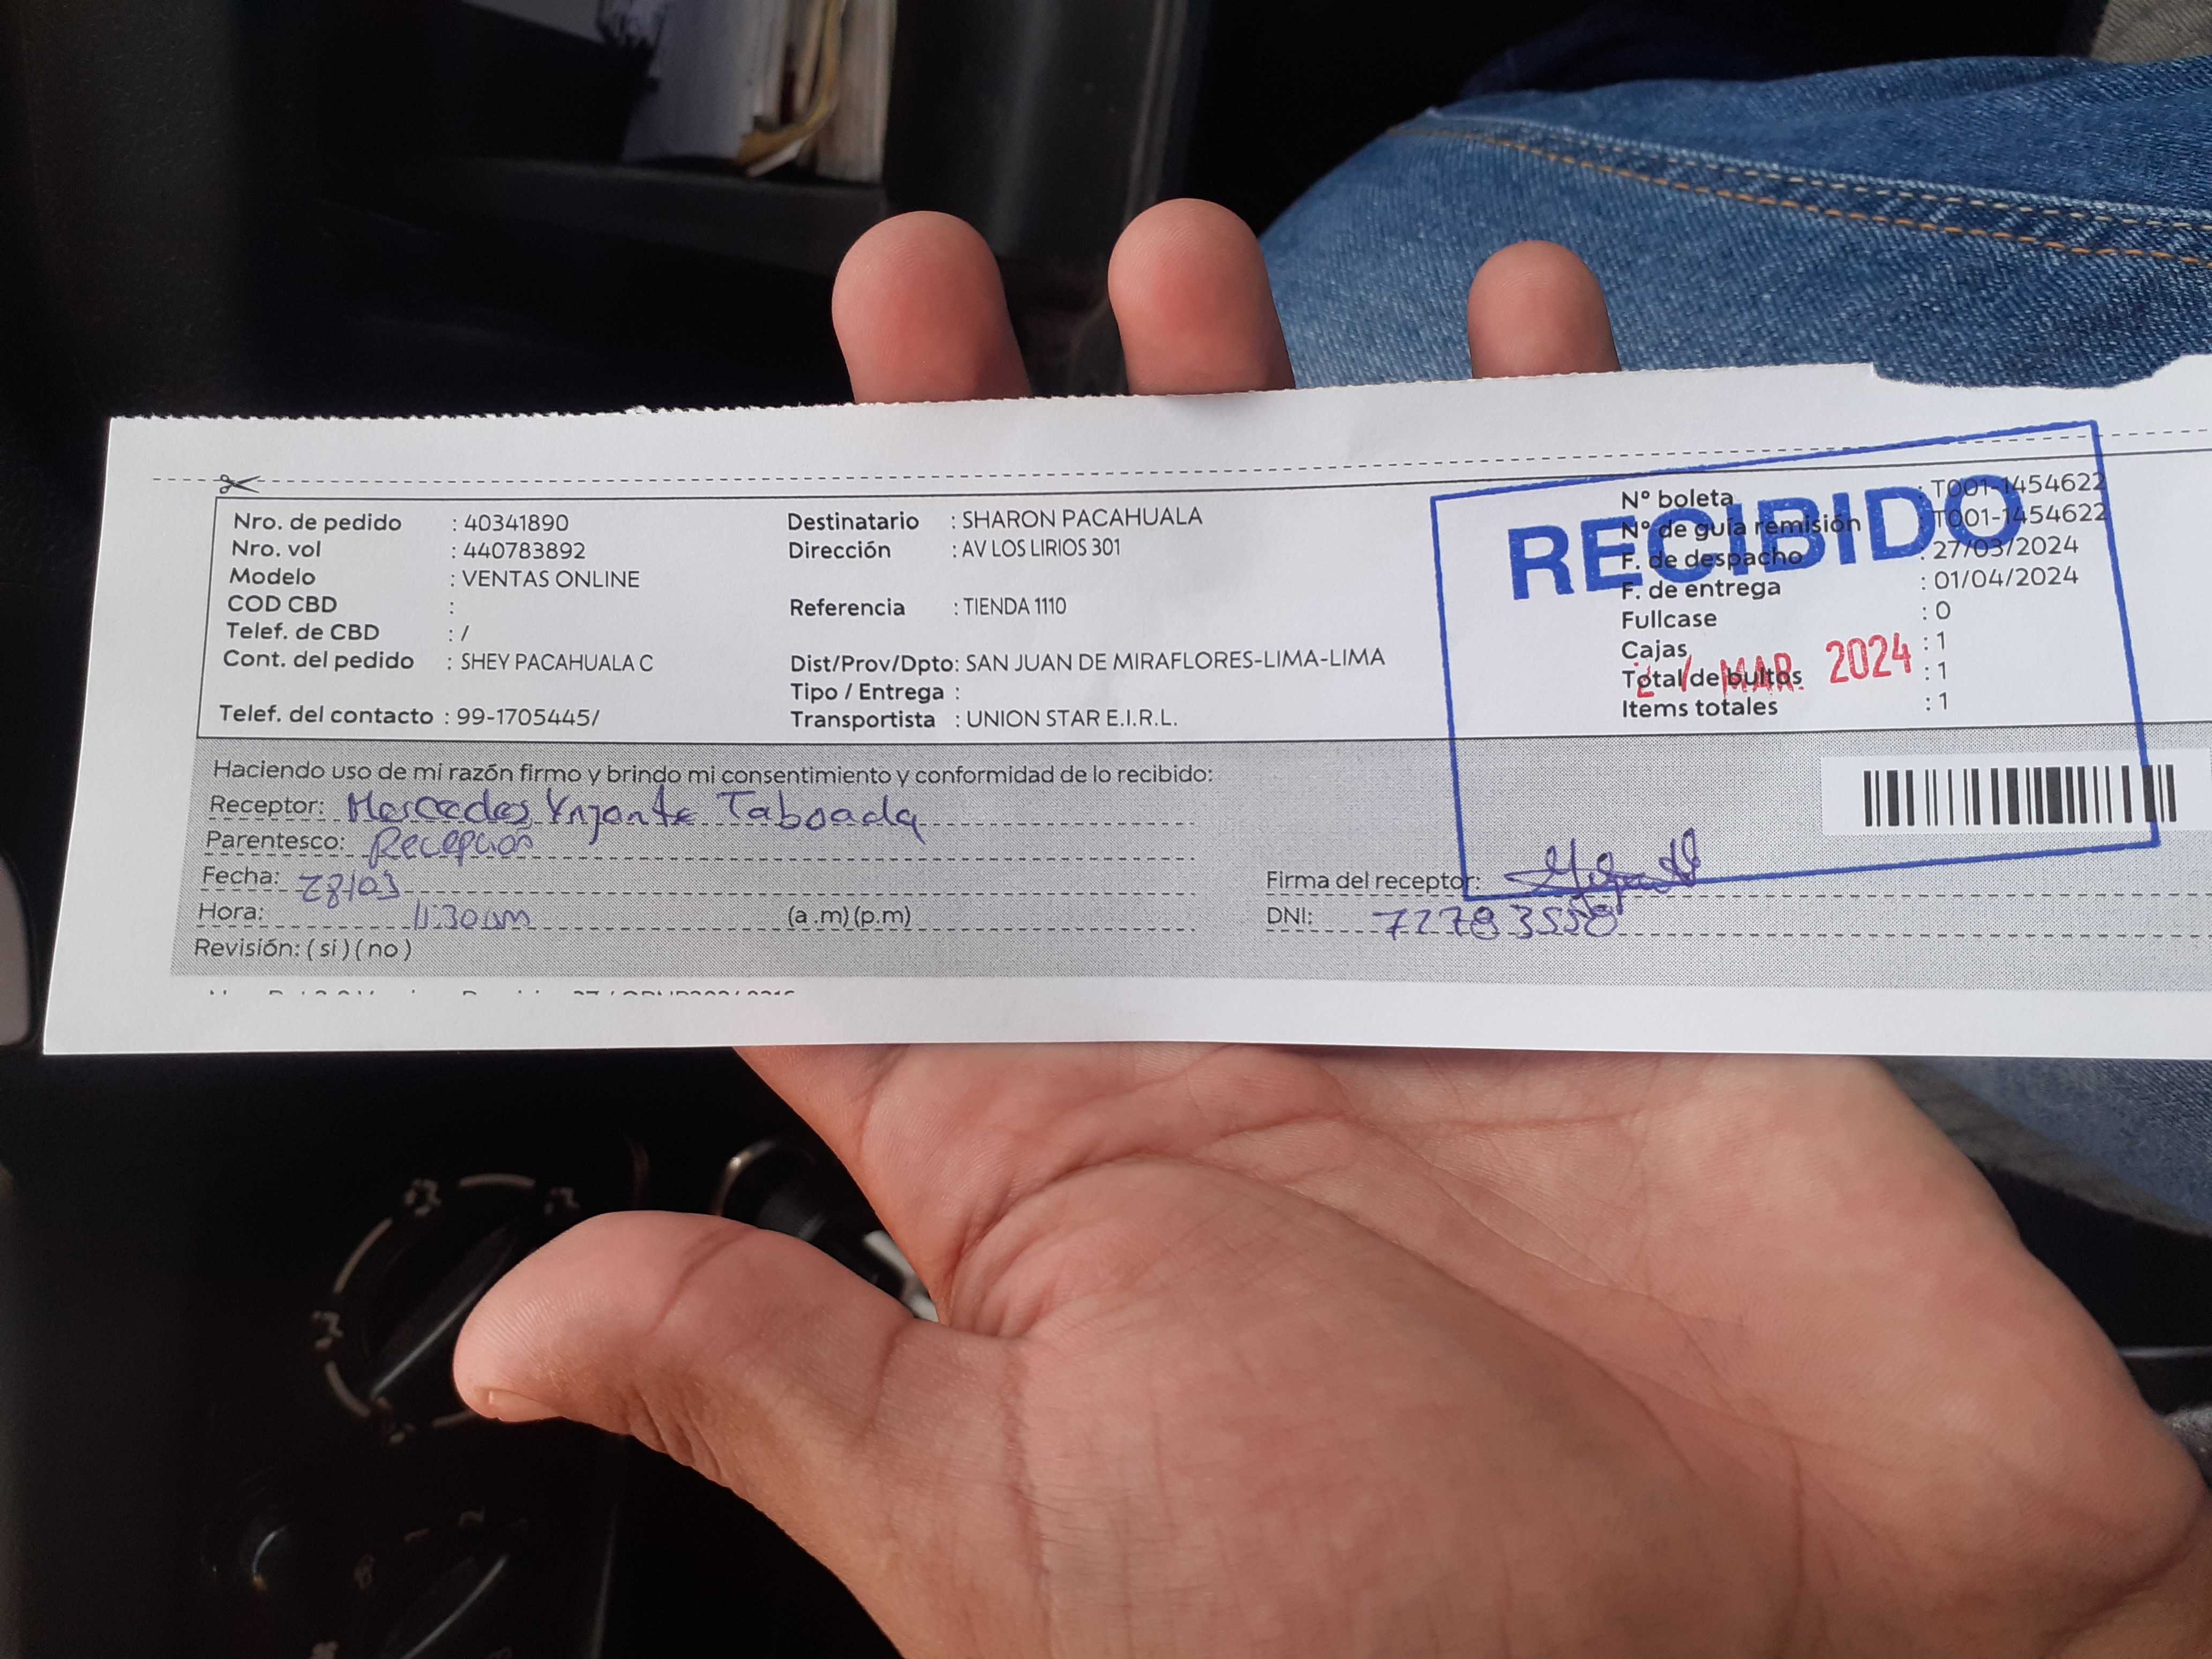 Nro. de pedido : 40341890
Nro. vol : 440783892
Modelo : VENTAS ONLINE
COD CBD :
Telef. de CBD : /
Cont. del pedido : SHEY PACAHUALA C
Telef. del contacto : 99-1705445/
Destinatario : SHARON PACAHUALA
Dirección : AV LOS LIRIOS 301
Referencia : TIENDA 1110
Dist/Prov/Dpto: SAN JUAN DE MIRAFLORES-LIMA-LIMA
Tipo / Entrega :
Transportista : UNION STAR E.I.R.L.
Nº boleta : T001-1454622
Nº de guía remisión : T001-1454622
F. de despacho : 27/03/2024
F. de entrega : 01/04/2024
Fullcase : 0
Cajas : 1
Total de bultos : 1
Items totales : 1
RECIBIDO
MAR. 2024
Haciendo uso de mi razón firmo y brindo mi consentimiento y conformidad de lo recibido:
Receptor: Mercedes Taboada
Parentesco: Recepción
Fecha: 28/03
Hora: 11:30am (a .m) (p.m)
Revisión: ( si ) ( no )
Firma del receptor:
DNI: 72783558